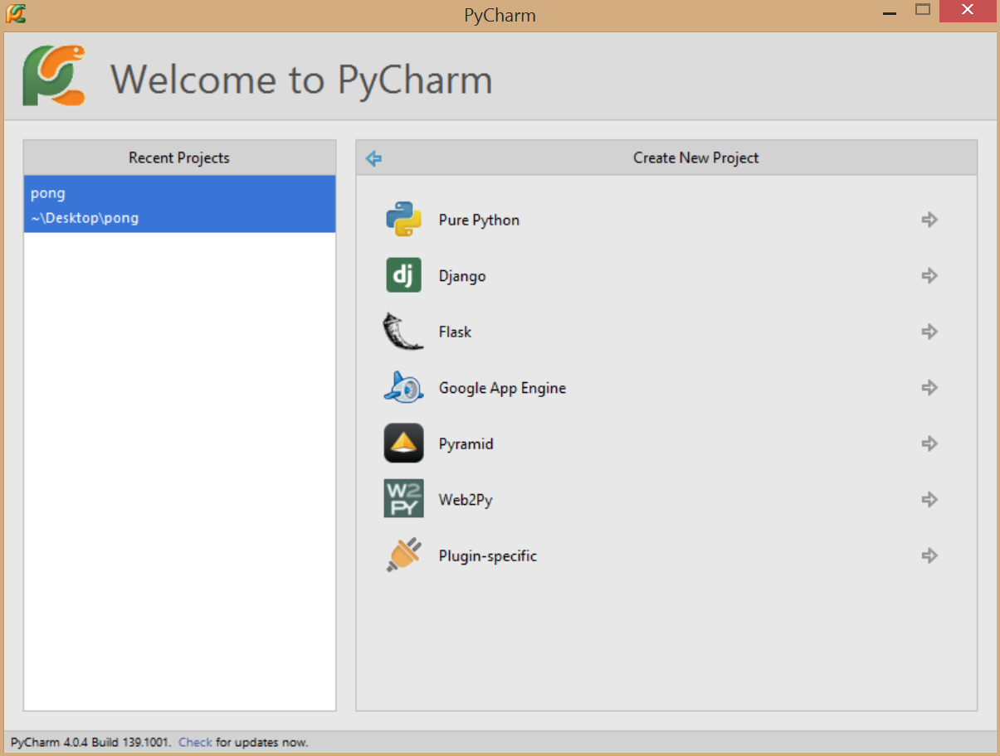 PyCharm
Welcome to PyCharm
Recent Projects
pong
~\Desktop\pong
Create New Project
Pure Python
dj
Django
Flask
Google App Engine
Pyramid
W2
PY
Web2Py
Plugin-specific
PyCharm 4.0.4 Build 139.1001. Check for updates now.